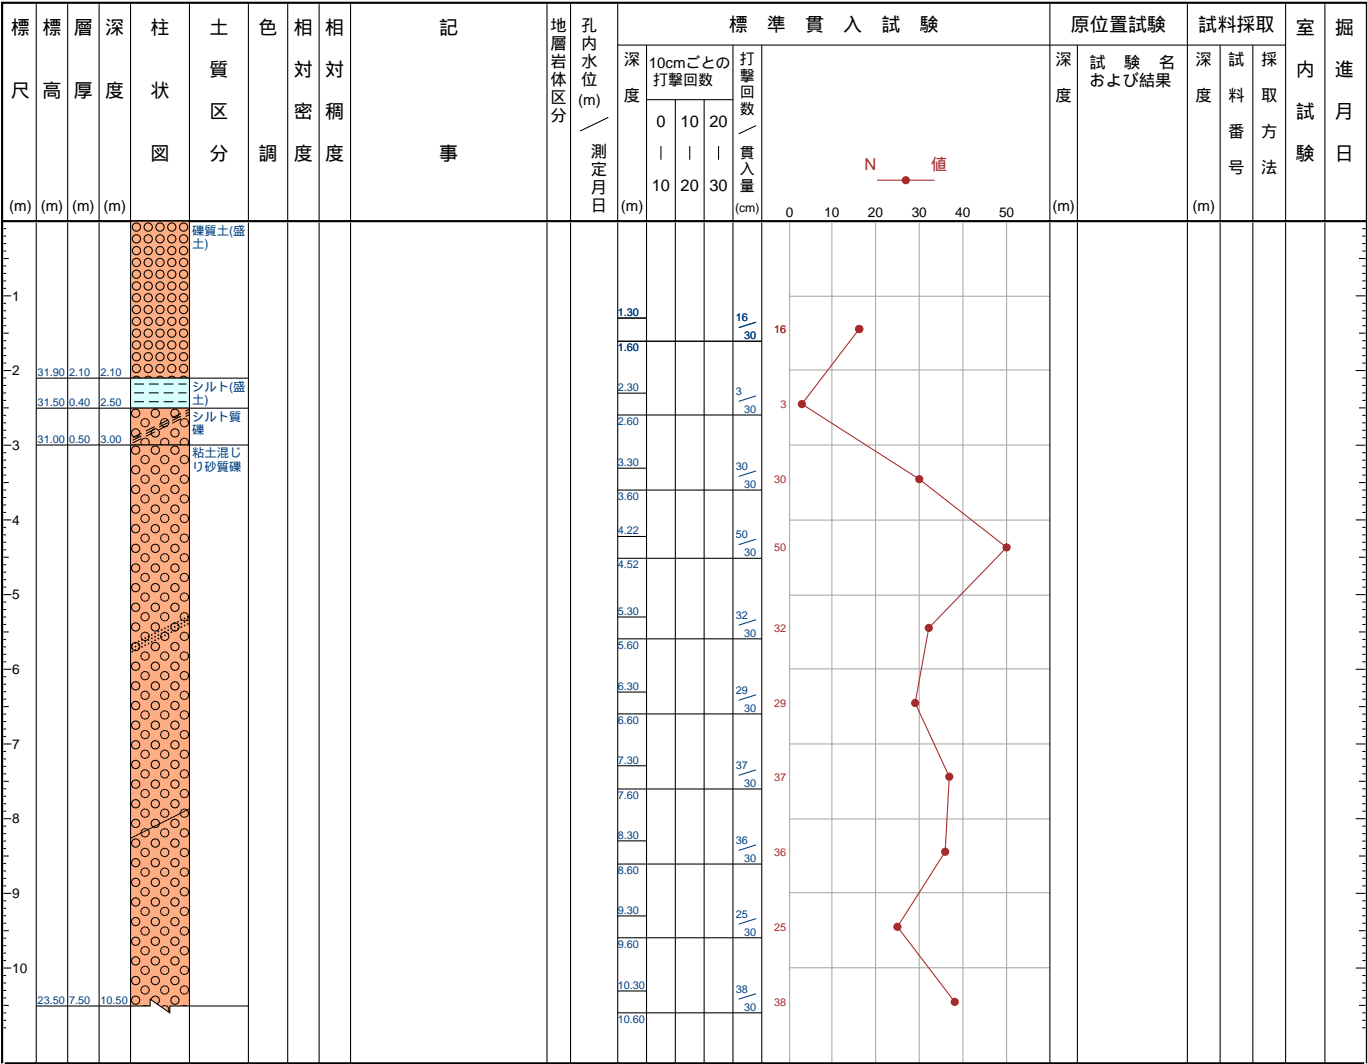 標尺(m)
標高(m)
層厚(m)
深度(m)
柱状図
土質区分
色調
相対密度
相対稠度
記事
地層岩体区分
孔内水位(m)／測定月日
標準貫入試験
深度(m)
10cmごとの
打撃回数
0｜10
10｜20
20｜30
打撃回数／貫入量(cm)
N 値
0 10 20 30 40 50
原位置試験
深度(m)
試験名
および結果
試料採取
深度(m)
試料番号
採取方法
室内試験
掘進月日
礫質土(盛
土)
1
1.30
16/30
16
1.60
2
31.90 2.10 2.10
シルト(盛
土)
2.30
3/30
3
31.50 0.40 2.50
シルト質
礫
2.60
3
31.00 0.50 3.00
粘土混じ
り砂質礫
3.30
30/30
30
3.60
4
4.22
50/30
50
4.52
5
5.30
32/30
32
5.60
6
6.30
29/30
29
6.60
7
7.30
37/30
37
7.60
8
8.30
36/30
36
8.60
9
9.30
25/30
25
9.60
10
10.30
38/30
38
23.50 7.50 10.50
10.60